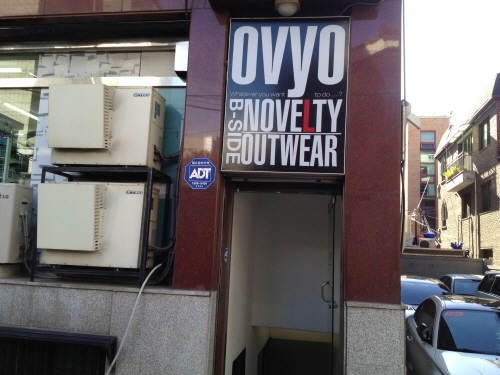 ovyo
Whatever you want to do....?
B-SIDE
NOVELTY
OUTWEAR
ADT